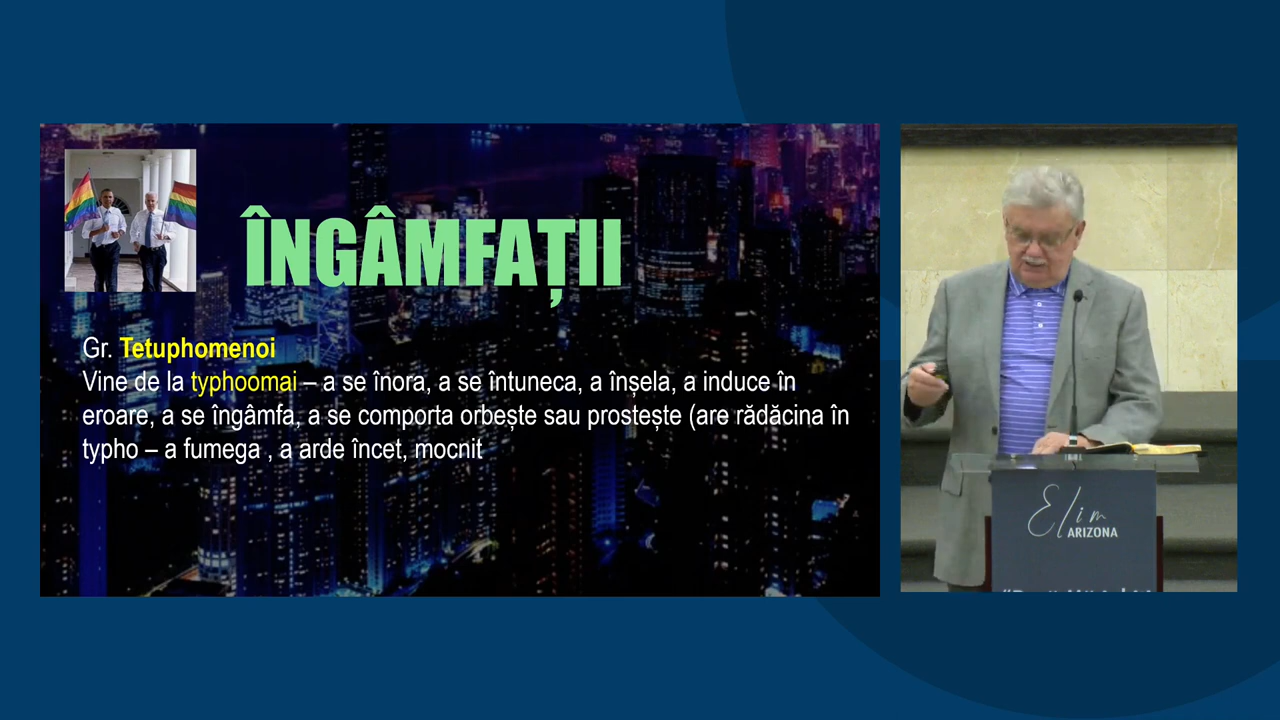 ÎNGÂMFAȚII
Gr. Tetuphomenoi
Vine de la typhoomai – a se înora, a se întuneca, a înșela, a induce în
eroare, a se îngâmfa, a se comporta orbește sau prostește (are rădăcina în
typho – a fumega , a arde încet, mocnit
Elim
ARIZONA